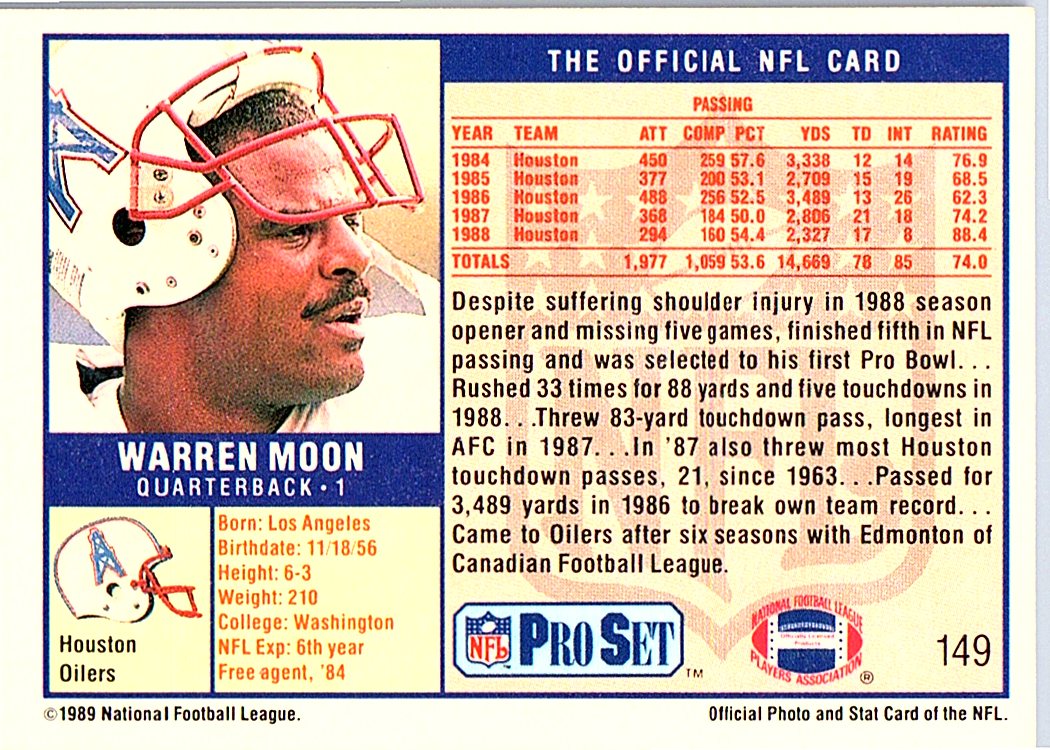 THE OFFICIAL NFL CARD
PASSING
YEAR TEAM ATT COMP PCT YDS TD INT RATING
1984 Houston 450 259 57.6 3,338 12 14 76.9
1985 Houston 377 200 53.1 2,709 15 19 68.5
1986 Houston 488 256 52.5 3,489 13 26 62.3
1987 Houston 368 184 50.0 2,806 21 18 74.2
1988 Houston 294 160 54.4 2,327 17 8 88.4
TOTALS 1,977 1,059 53.6 14,669 78 85 74.0
Despite suffering shoulder injury in 1988 season
opener and missing five games, finished fifth in NFL
passing and was selected to his first Pro Bowl. . .
Rushed 33 times for 88 yards and five touchdowns in
1988. . .Threw 83-yard touchdown pass, longest in
AFC in 1987. . .In '87 also threw most Houston
touchdown passes, 21, since 1963. . .Passed for
3,489 yards in 1986 to break own team record. . .
Came to Oilers after six seasons with Edmonton of
Canadian Football League.
WARREN MOON
QUARTERBACK • 1
Houston
Oilers
Born: Los Angeles
Birthdate: 11/18/56
Height: 6-3
Weight: 210
College: Washington
NFL Exp: 6th year
Free agent, '84
NFL PRO SET ™
NATIONAL FOOTBALL LEAGUE
Officially Licensed
Products
PLAYERS ASSOCIATION ®
149
©1989 National Football League.
Official Photo and Stat Card of the NFL.